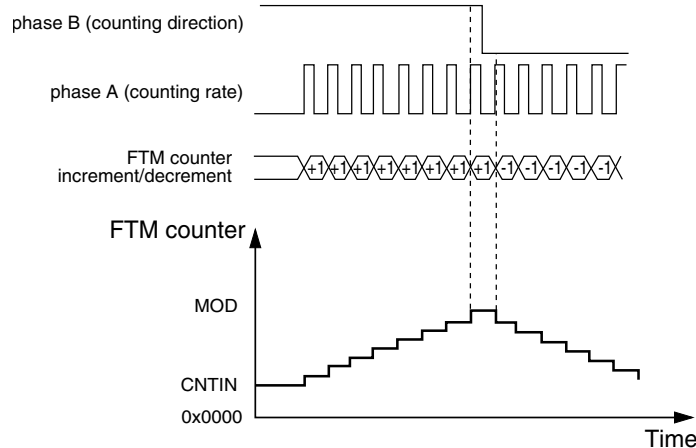 phase B (counting direction)
phase A (counting rate)
FTM counter
increment/decrement
+1 +1 +1 +1 +1 +1 +1 +1 -1 -1 -1 -1 -1
FTM counter
MOD
CNTIN
0x0000
Time